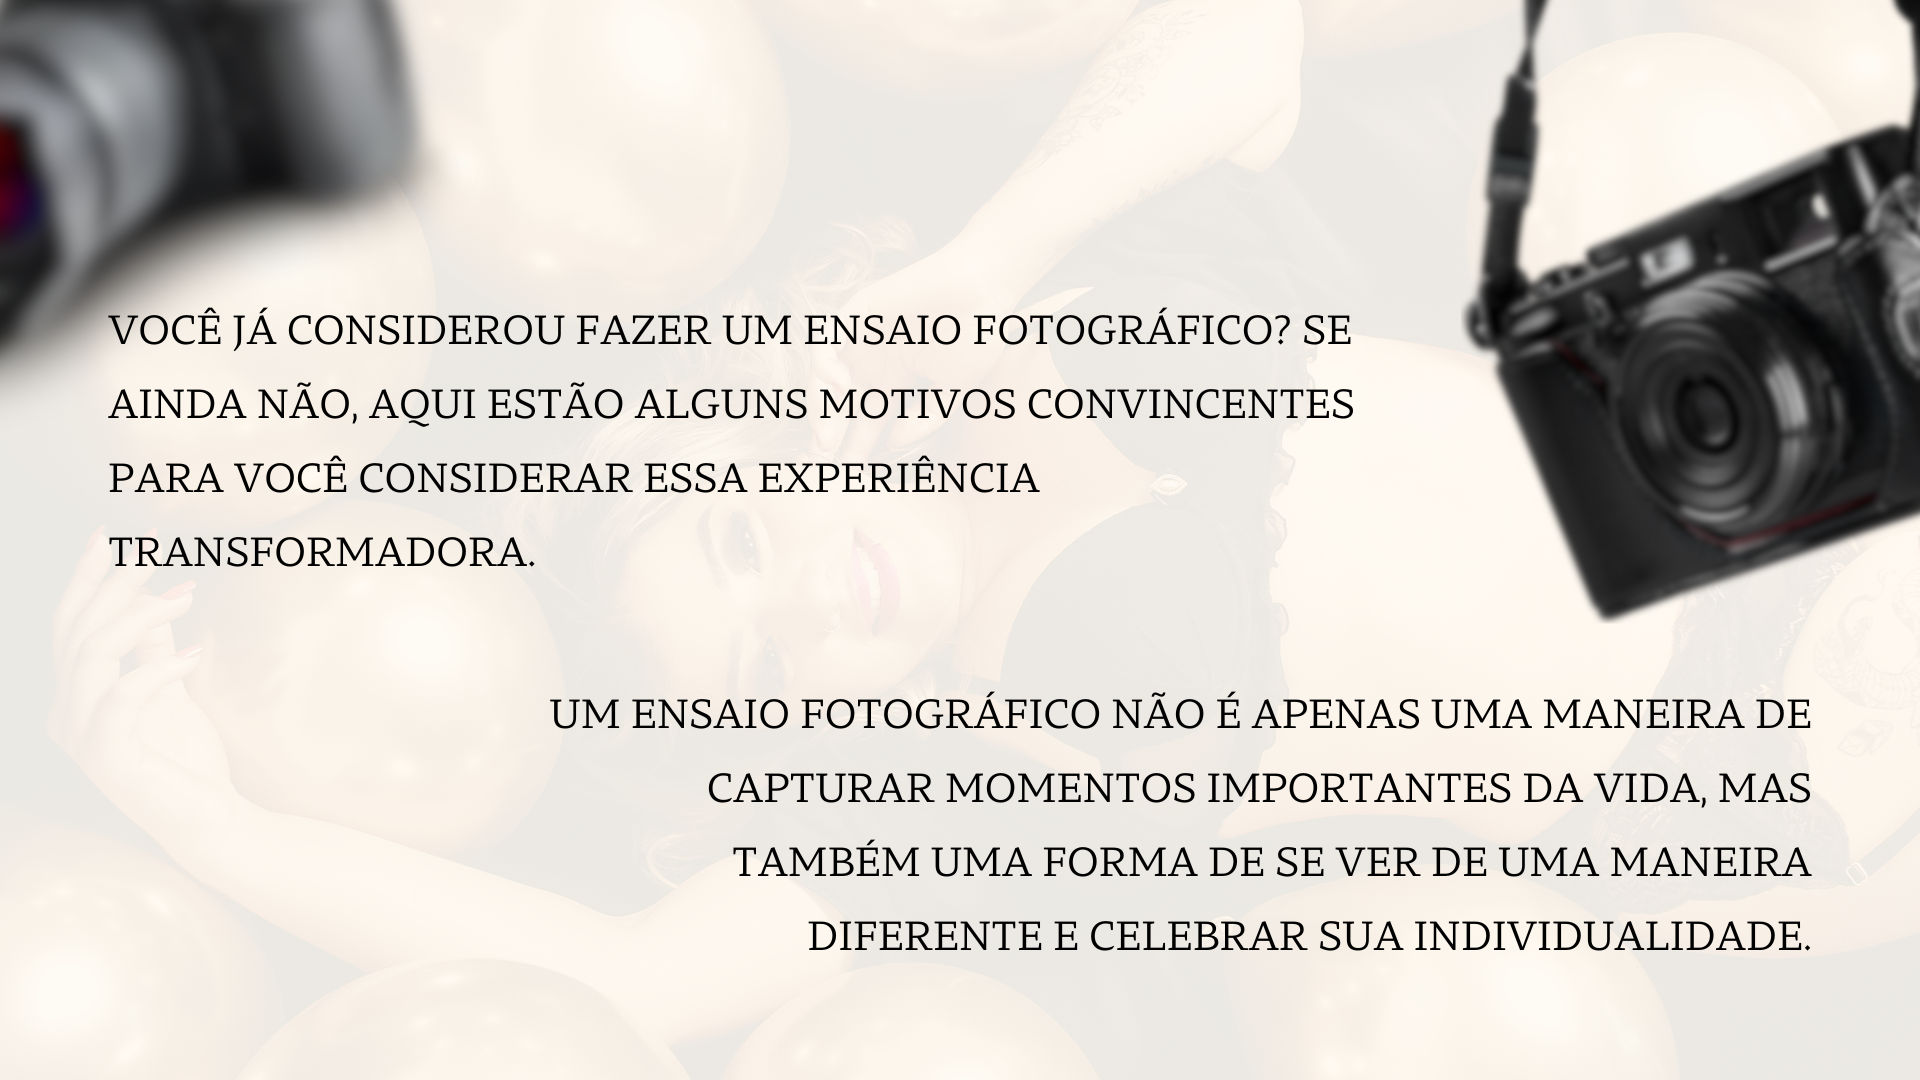 VOCÊ JÁ CONSIDEROU FAZER UM ENSAIO FOTOGRÁFICO? SE
AINDA NÃO, AQUI ESTÃO ALGUNS MOTIVOS CONVINCENTES
PARA VOCÊ CONSIDERAR ESSA EXPERIÊNCIA
TRANSFORMADORA.
UM ENSAIO FOTOGRÁFICO NÃO É APENAS UMA MANEIRA DE
CAPTURAR MOMENTOS IMPORTANTES DA VIDA, MAS
TAMBÉM UMA FORMA DE SE VER DE UMA MANEIRA
DIFERENTE E CELEBRAR SUA INDIVIDUALIDADE.